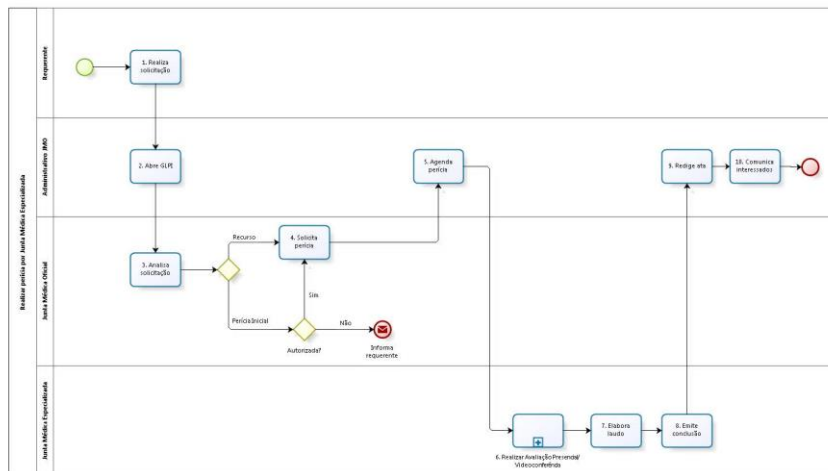 Realizar perícia por Junta Médica Especializada
Requerente
1. Realiza
solicitação
Administrativo JMO
2. Abre GLPI
5. Agenda
perícia
9. Redige ata
10. Comunica
interessados
Junta Médica Oficial
3. Analisa
solicitação
Recurso
4. Solicita
perícia
Sim
Perícia Inicial
Autorizada?
Não
Informa
requerente
Junta Médica Especializada
6. Realizar Avaliação Presencial/
Videoconferência
7. Elabora
laudo
8. Emite
conclusão